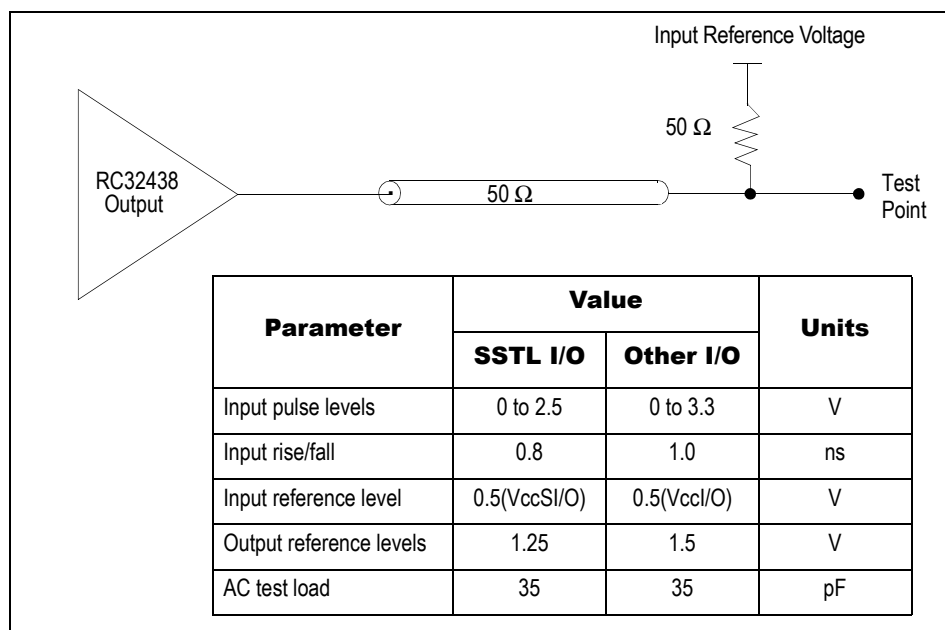 Input Reference Voltage
50 Ω
RC32438
Output
50 Ω
Test
Point
Parameter Value Units
SSTL I/O Other I/O
Input pulse levels 0 to 2.5 0 to 3.3 V
Input rise/fall 0.8 1.0 ns
Input reference level 0.5(VccSI/O) 0.5(VccI/O) V
Output reference levels 1.25 1.5 V
AC test load 35 35 pF